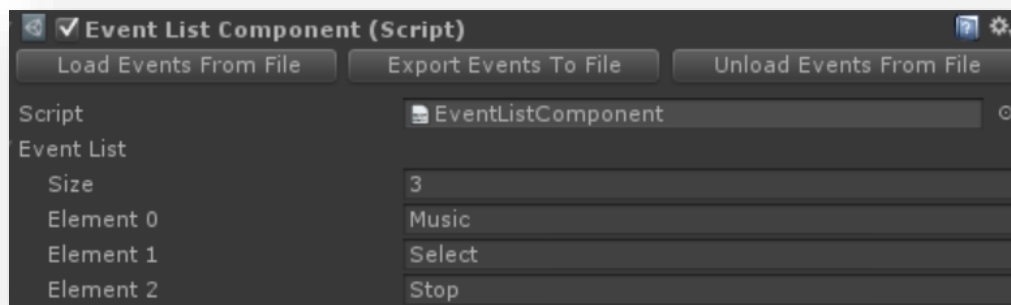 Event List Component (Script)
Load Events From File Export Events To File Unload Events From File
Script EventListComponent
Event List
Size 3
Element 0 Music
Element 1 Select
Element 2 Stop